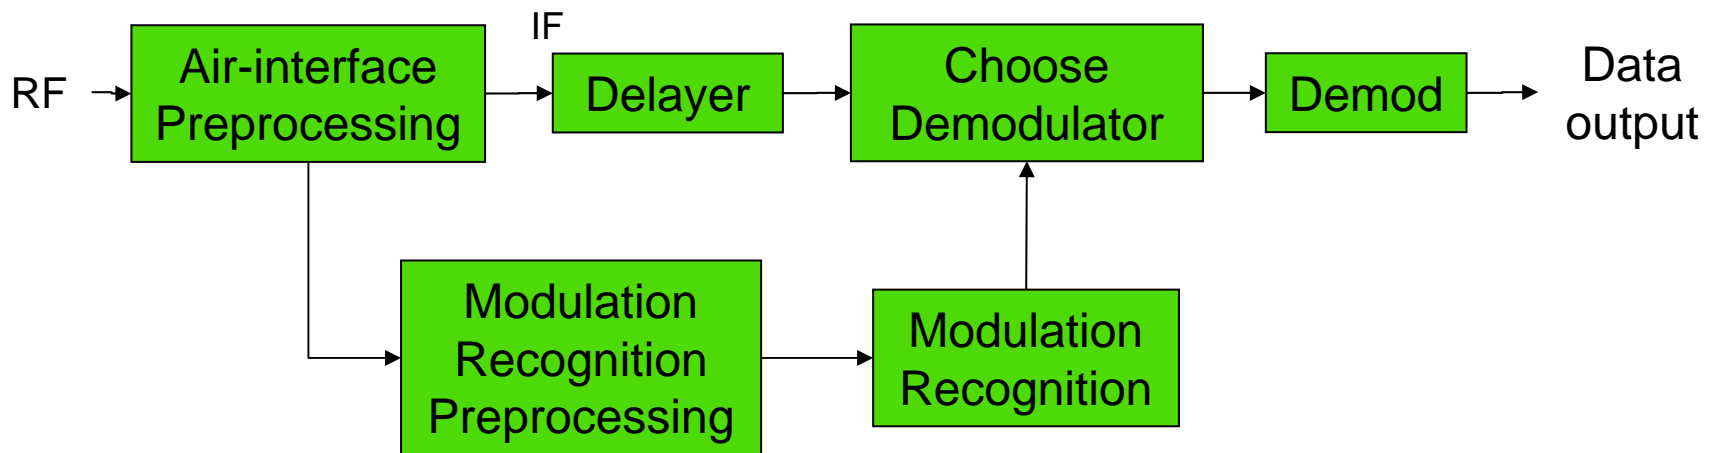 RF
Air-interface
Preprocessing
IF
Delayer
Choose
Demodulator
Demod
Data
output
Modulation
Recognition
Preprocessing
Modulation
Recognition